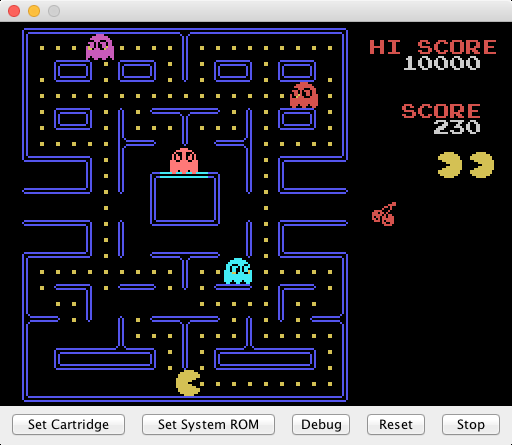 HI SCORE
10000
SCORE
230
Set Cartridge
Set System ROM
Debug
Reset
Stop